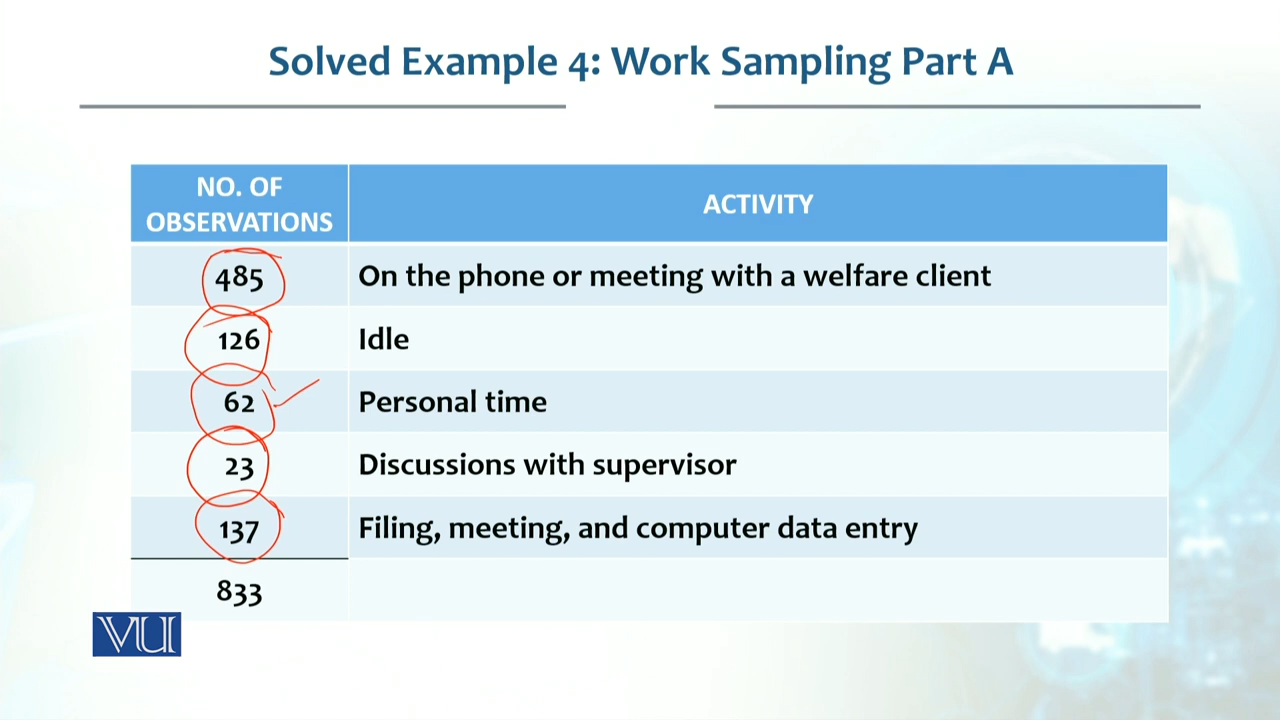 Solved Example 4: Work Sampling Part A
NO. OF
OBSERVATIONS
ACTIVITY
485 On the phone or meeting with a welfare client
126 Idle
62 Personal time
23 Discussions with supervisor
137 Filing, meeting, and computer data entry
833
VU